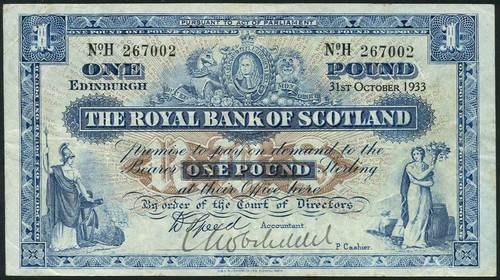 PURSUANT TO ACT OF PARLIAMENT
NºH 267002 NºH 267002
ONE POUND
EDINBURGH 31ST OCTOBER 1933
THE ROYAL BANK OF SCOTLAND
promise to pay on demand to the
Bearer ONE POUND Sterling
at their Office here
By order of the Court of Directors
Accountant
P Cashier.